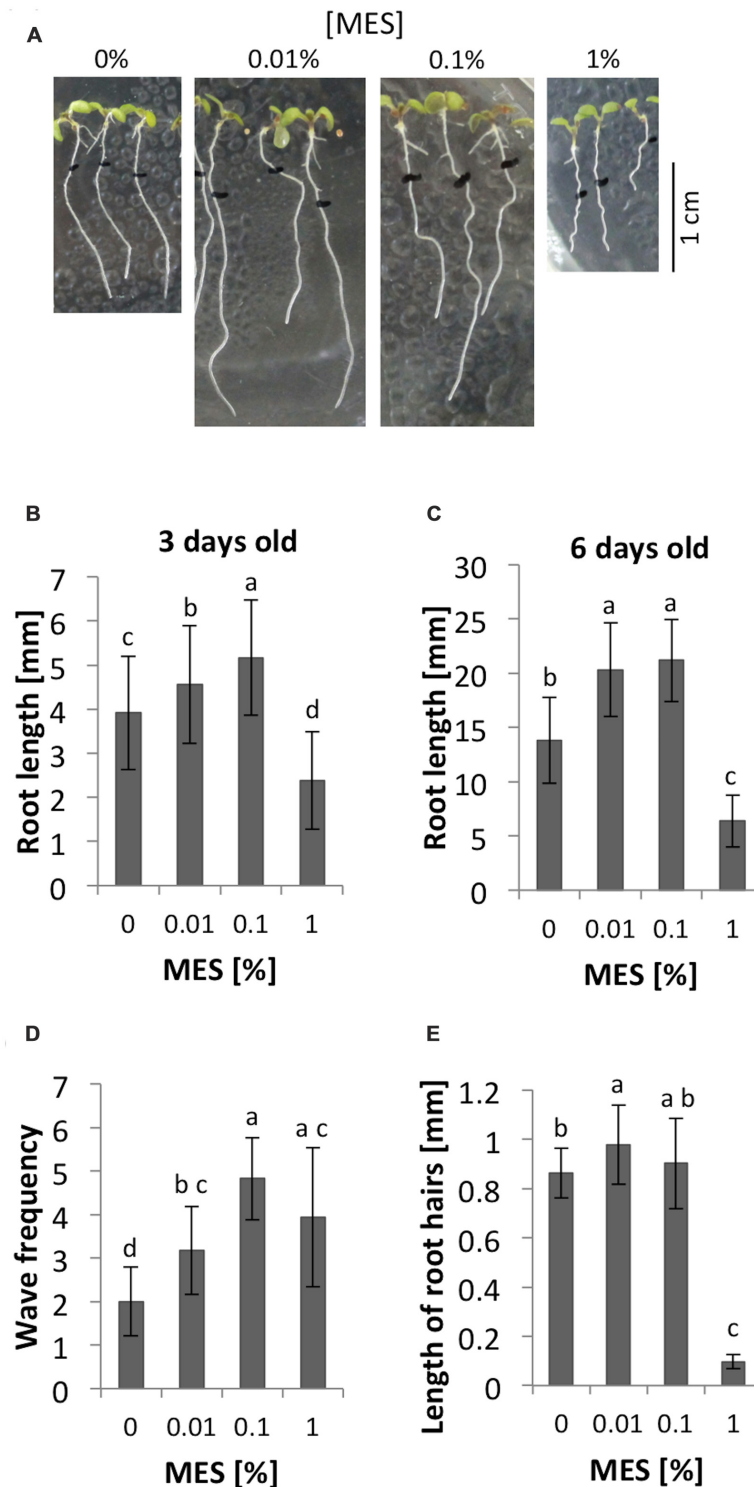 A
[MES]
0% 0.01% 0.1% 1%
1 cm
B
3 days old
Root length [mm]
7
6
5
4
3
2
1
0
c b a d
0 0.01 0.1 1
MES [%]
C
6 days old
Root length [mm]
30
25
20
15
10
5
0
b a a c
0 0.01 0.1 1
MES [%]
D
Wave frequency
7
6
5
4
3
2
1
0
d b c a a c
0 0.01 0.1 1
MES [%]
E
Length of root hairs [mm]
1.2
1
0.8
0.6
0.4
0.2
0
b a a b c
0 0.01 0.1 1
MES [%]